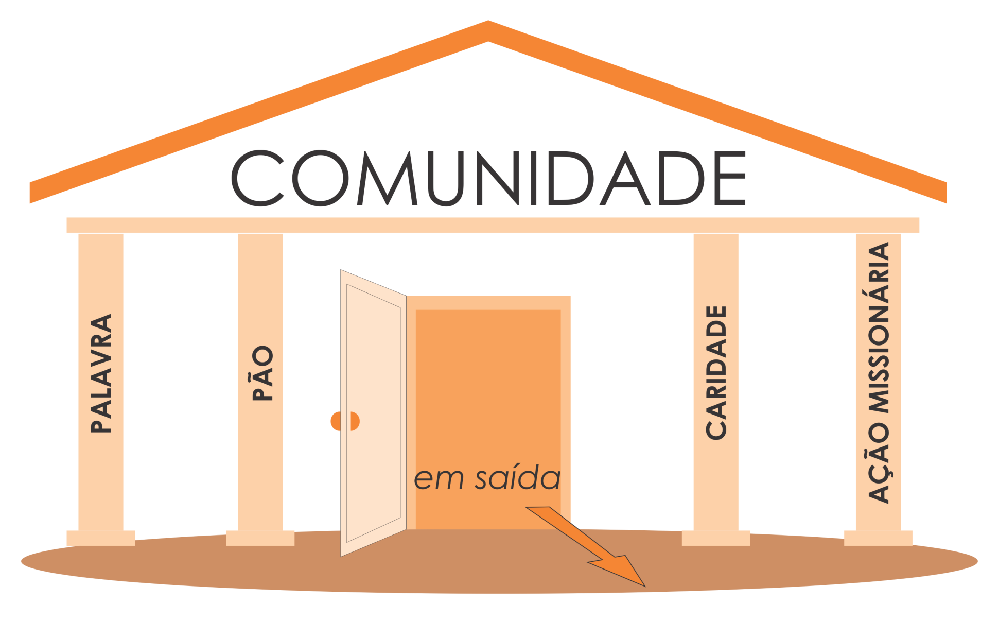 COMUNIDADE
PALAVRA
PÃO
em saída
CARIDADE
AÇÃO MISSIONÁRIA